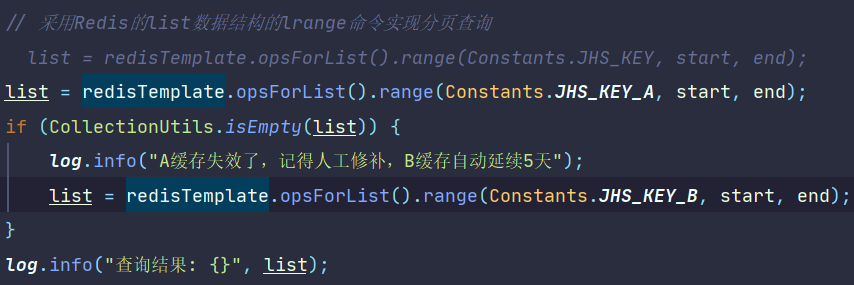 // 采用Redis的list数据结构的lrange命令实现分页查询
list = redisTemplate.opsForList().range(Constants.JHS_KEY, start, end);
list = redisTemplate.opsForList().range(Constants.JHS_KEY_A, start, end);
if (CollectionUtils.isEmpty(list)) {
log.info("A缓存失效了，记得人工修补，B缓存自动延续5天");
list = redisTemplate.opsForList().range(Constants.JHS_KEY_B, start, end);
}
log.info("查询结果: {}", list);